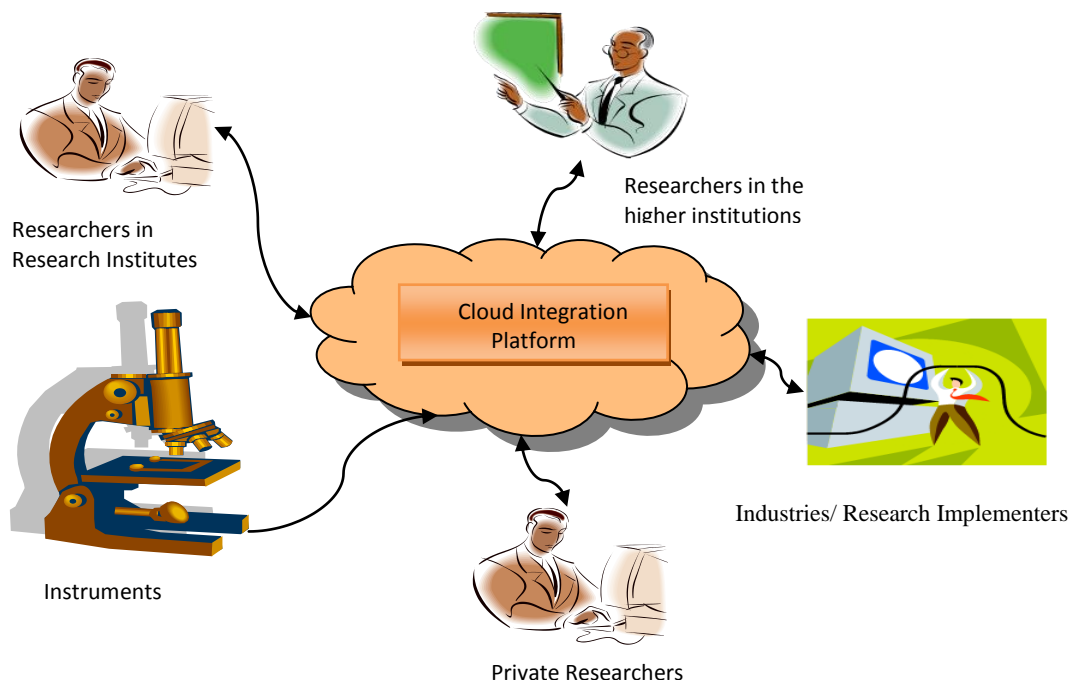 Researchers in the
higher institutions
Researchers in
Research Institutes
Cloud Integration
Platform
Industries/ Research Implementers
Instruments
Private Researchers